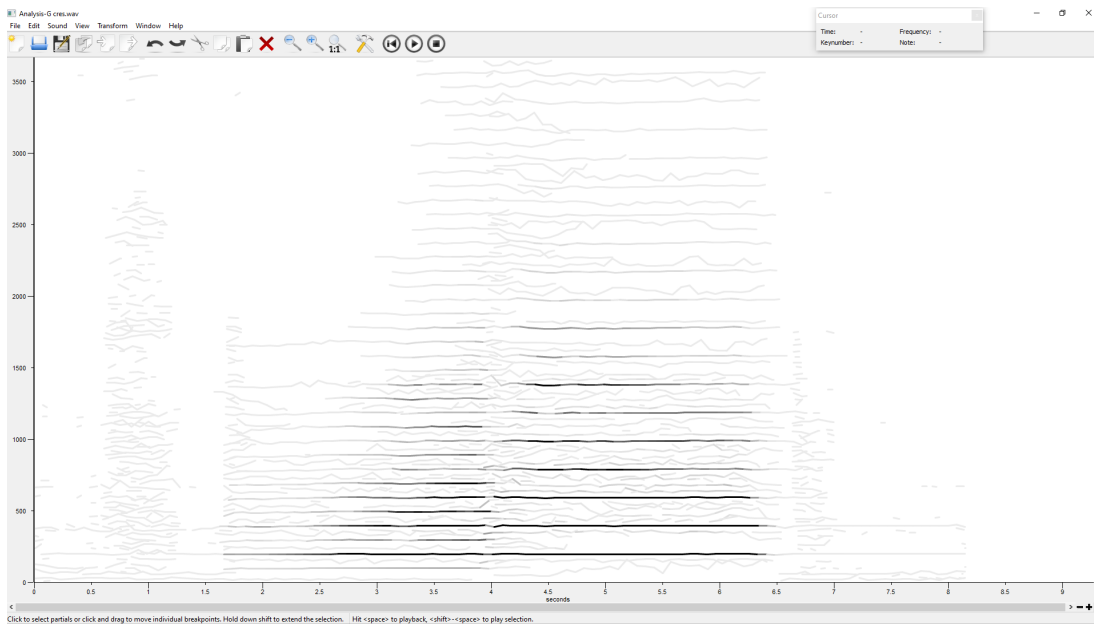 Analysis-G cres.wav
File Edit Sound View Transform Window Help
1:1
Cursor
Time: - Frequency: -
Keynumber: - Note: -
3500
3000
2500
2000
1500
1000
500
0
0 0.5 1 1.5 2 2.5 3 3.5 4 4.5 5 5.5 6 6.5 7 7.5 8 8.5 9
seconds
Click to select partials or click and drag to move individual breakpoints. Hold down shift to extend the selection. Hit <space> to playback, <shift>-<space> to play selection.